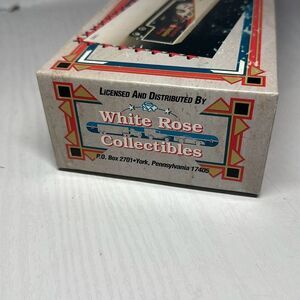 Licensed And Distributed By
White Rose
Collectibles
P.O. Box 2701•York, Pennsylvania 17405